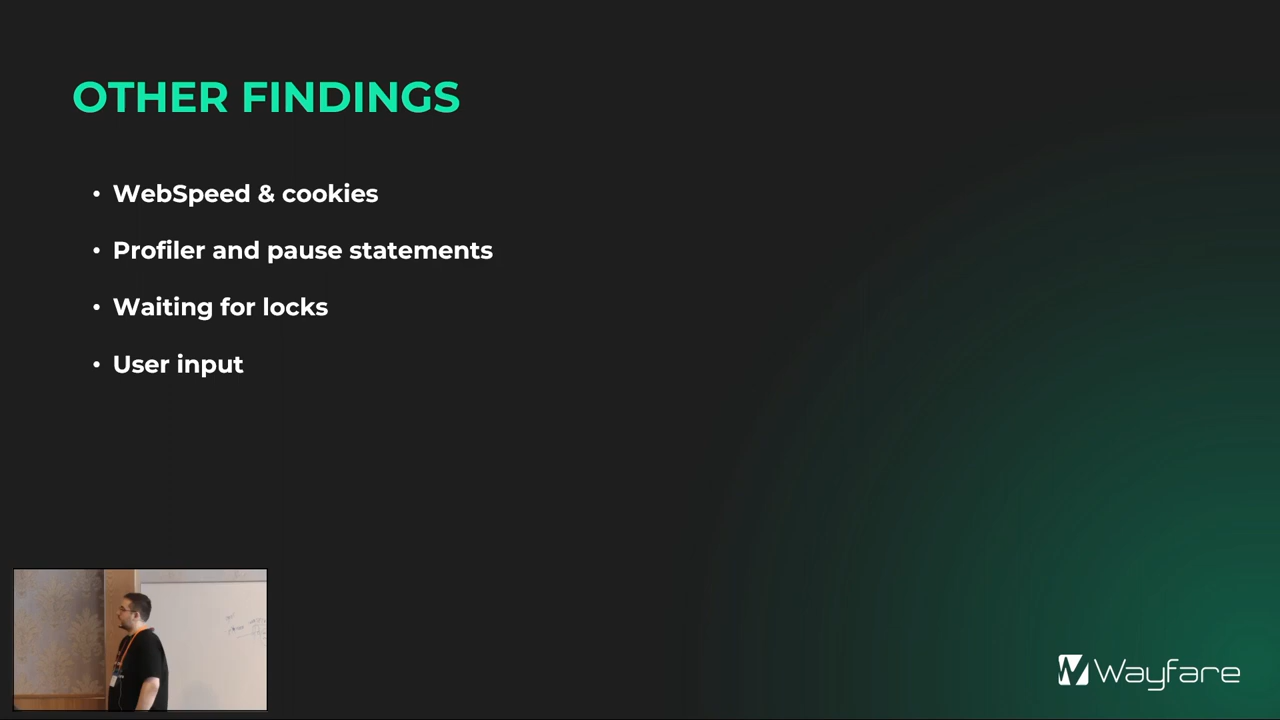 OTHER FINDINGS
• WebSpeed & cookies
• Profiler and pause statements
• Waiting for locks
• User input
Wayfare